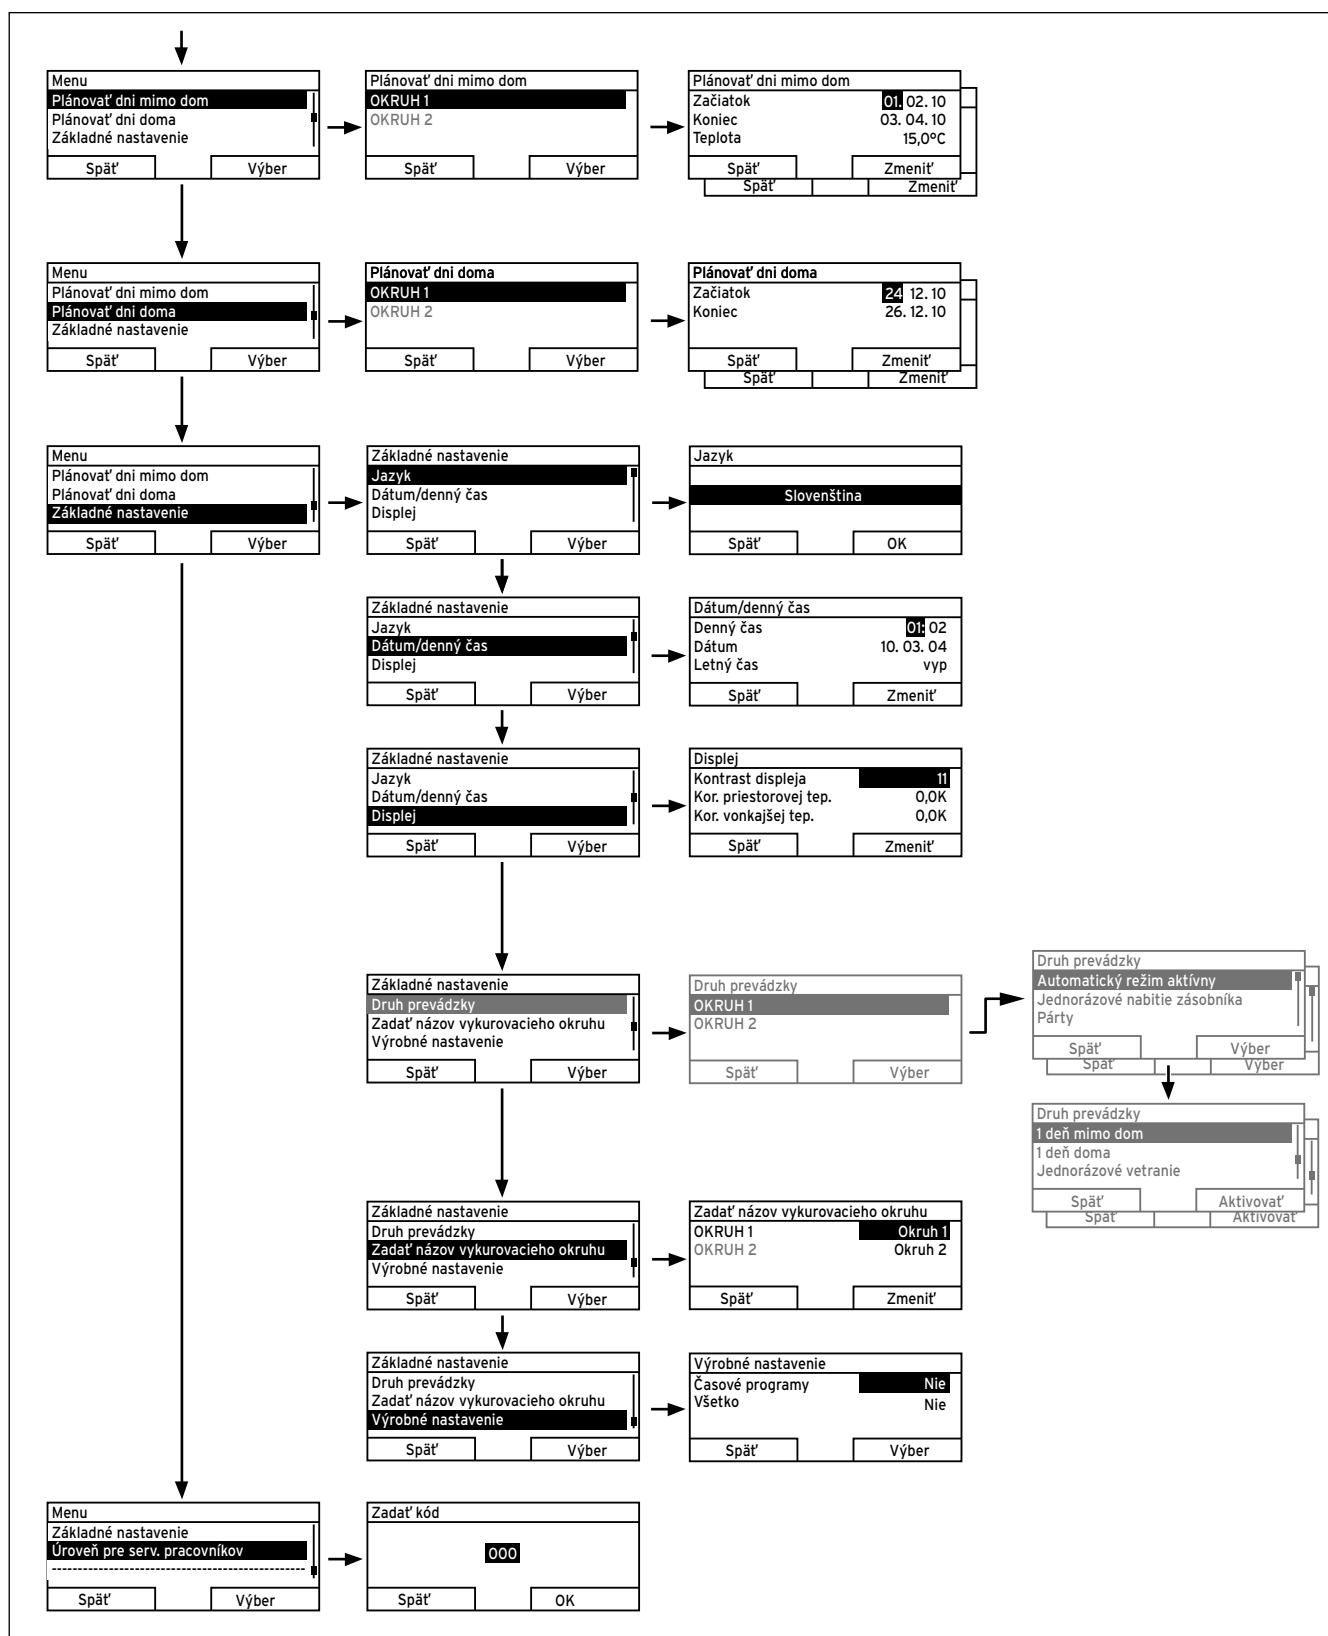 Menu
Plánovať dni mimo dom
Plánovať dni doma
Základné nastavenie
Späť Výber
Plánovať dni mimo dom
OKRUH 1
OKRUH 2
Späť Výber
Plánovať dni mimo dom
Začiatok 01. 02. 10
Koniec 03. 04. 10
Teplota 15,0°C
Späť Zmeniť
Späť Zmeniť
Menu
Plánovať dni mimo dom
Plánovať dni doma
Základné nastavenie
Späť Výber
Plánovať dni doma
OKRUH 1
OKRUH 2
Späť Výber
Plánovať dni doma
Začiatok 24 12. 10
Koniec 26. 12. 10
Späť Zmeniť
Späť Zmeniť
Menu
Plánovať dni mimo dom
Plánovať dni doma
Základné nastavenie
Späť Výber
Základné nastavenie
Jazyk
Dátum/denný čas
Displej
Späť Výber
Jazyk
Slovenština
Späť OK
Základné nastavenie
Jazyk
Dátum/denný čas
Displej
Späť Výber
Dátum/denný čas
Denný čas 01: 02
Dátum 10. 03. 04
Letný čas vyp
Späť Zmeniť
Základné nastavenie
Jazyk
Dátum/denný čas
Displej
Späť Výber
Displej
Kontrast displeja 11
Kor. priestorovej tep. 0,0K
Kor. vonkajšej tep. 0,0K
Späť Zmeniť
Základné nastavenie
Druh prevádzky
Zadať názov vykurovacieho okruhu
Výrobné nastavenie
Späť Výber
Druh prevádzky
OKRUH 1
OKRUH 2
Späť Výber
Druh prevádzky
Automatický režim aktívny
Jednorázové nabitie zásobníka
Párty
Späť Výber
Späť Výber
Druh prevádzky
1 deň mimo dom
1 deň doma
Jednorázové vetranie
Späť Aktivovať
Späť Aktivovať
Základné nastavenie
Druh prevádzky
Zadať názov vykurovacieho okruhu
Výrobné nastavenie
Späť Výber
Zadať názov vykurovacieho okruhu
OKRUH 1 Okruh 1
OKRUH 2 Okruh 2
Späť Zmeniť
Základné nastavenie
Druh prevádzky
Zadať názov vykurovacieho okruhu
Výrobné nastavenie
Späť Výber
Výrobné nastavenie
Časové programy Nie
Všetko Nie
Späť Výber
Menu
Základné nastavenie
Úroveň pre serv. pracovníkov
--------------------------------------------------
Späť Výber
Zadať kód
000
Späť OK